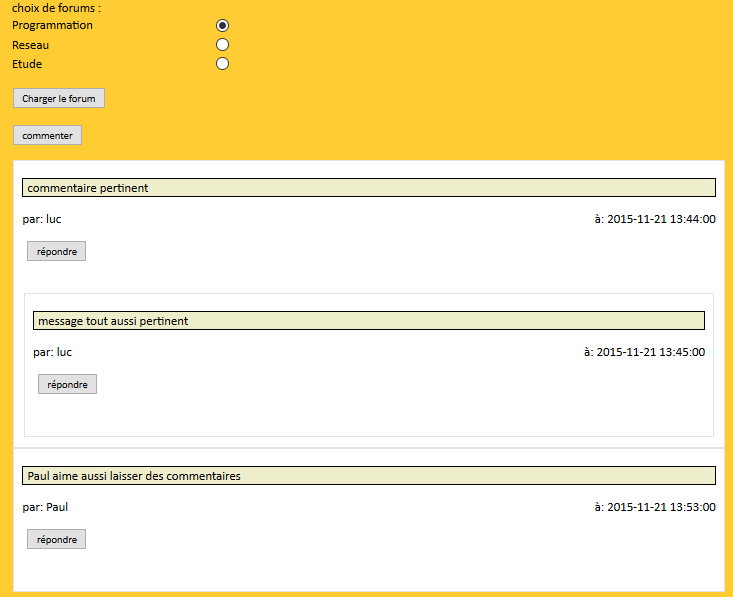 choix de forums :
Programmation
Reseau
Etude
Charger le forum
commenter
commentaire pertinent
par: luc à: 2015-11-21 13:44:00
répondre
message tout aussi pertinent
par: luc à: 2015-11-21 13:45:00
répondre
Paul aime aussi laisser des commentaires
par: Paul à: 2015-11-21 13:53:00
répondre